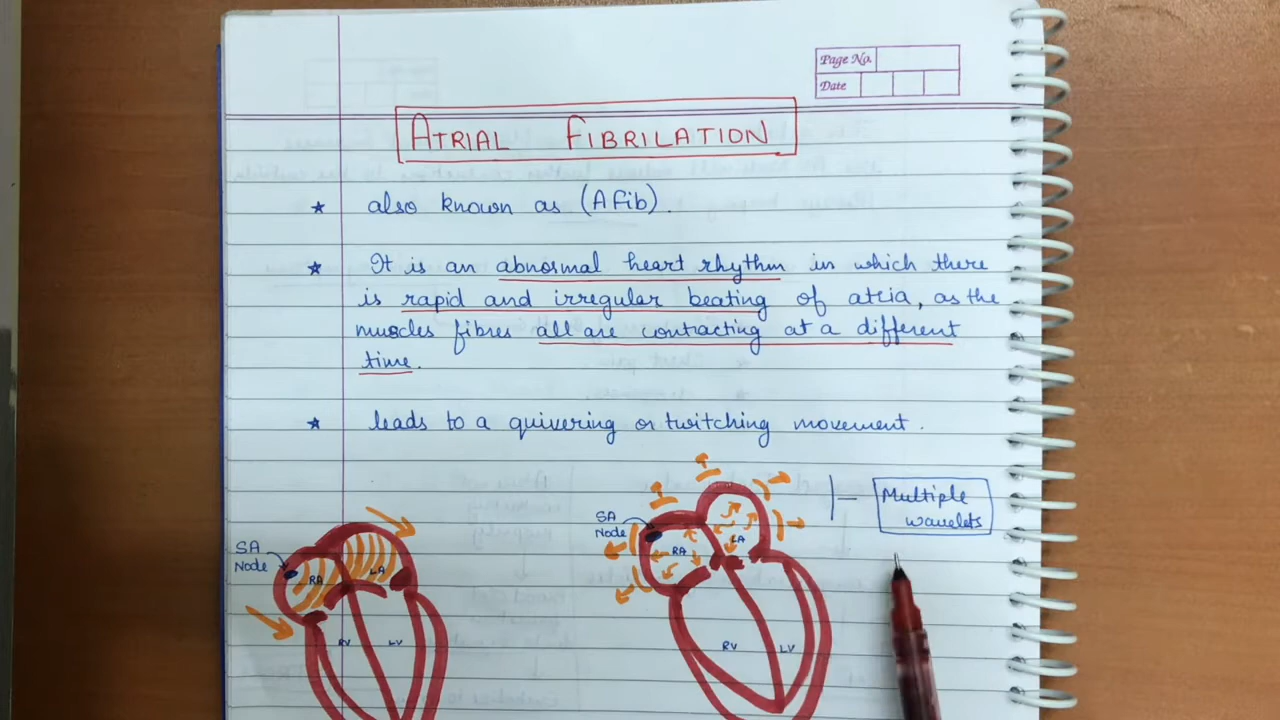 Page No.
Date
ATRIAL FIBRILATION
★ also known as (AFib).
★ It is an abnormal heart rhythm in which there
is rapid and irregular beating of atria, as the
muscles fibres all are contracting at a different
time.
★ leads to a quivering or twitching movement.
SA
Node
RA
LA
RV
LV
SA
Node
RA
LA
RV
LV
Multiple
wavelets